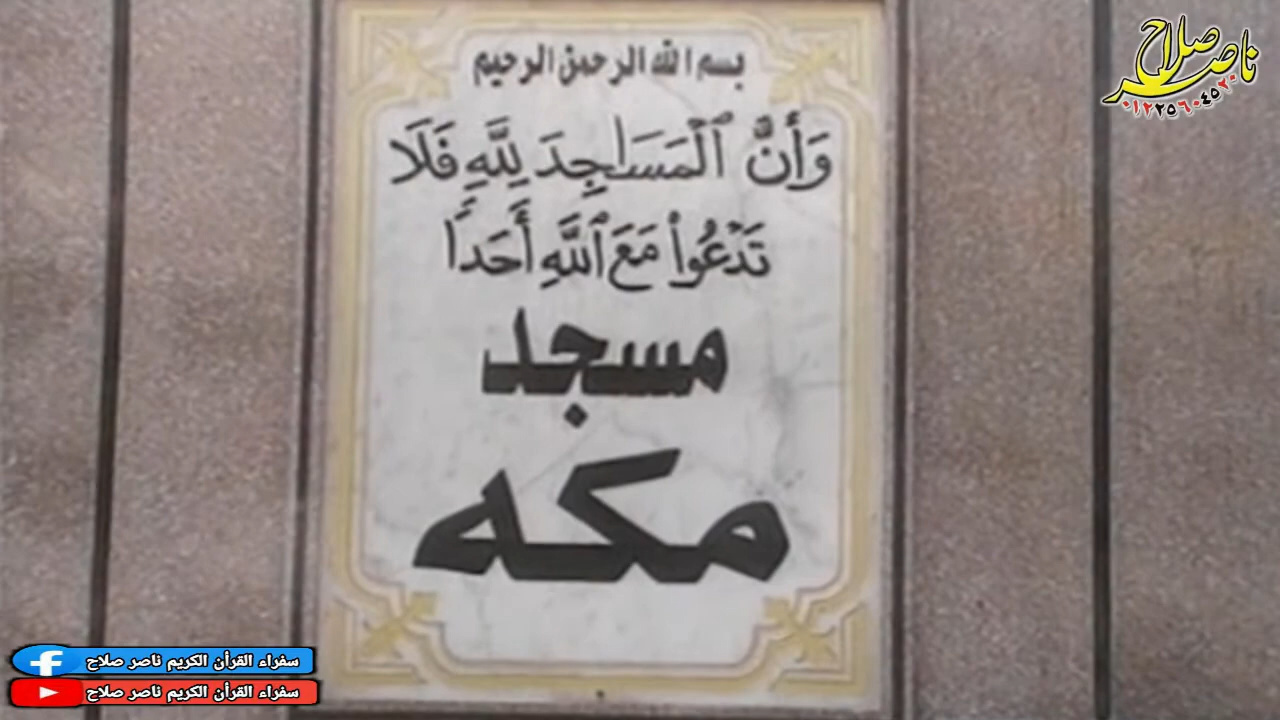 بسم الله الرحمن الرحيم
وَأَنَّ ٱلْمَسَاجِدَ لِلَّهِ فَلَا
تَدْعُوا۟ مَعَ ٱللَّهِ أَحَدًا
مسجد
مكه
ناصر صلاح
٠١٢٢٥٦٠٤٥٢٠
سفراء القرأن الكريم ناصر صلاح
سفراء القرأن الكريم ناصر صلاح